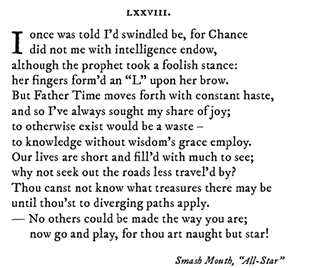 LXXVIII.
I once was told I'd swindled be, for Chance
did not me with intelligence endow,
although the prophet took a foolish stance:
her fingers form'd an “L” upon her brow.
But Father Time moves forth with constant haste,
and so I've always sought my share of joy;
to otherwise exist would be a waste –
to knowledge without wisdom's grace employ.
Our lives are short and fill'd with much to see;
why not seek out the roads less travel'd by?
Thou canst not know what treasures there may be
until thou'st to diverging paths apply.
— No others could be made the way you are;
now go and play, for thou art naught but star!
Smash Mouth, “All-Star”